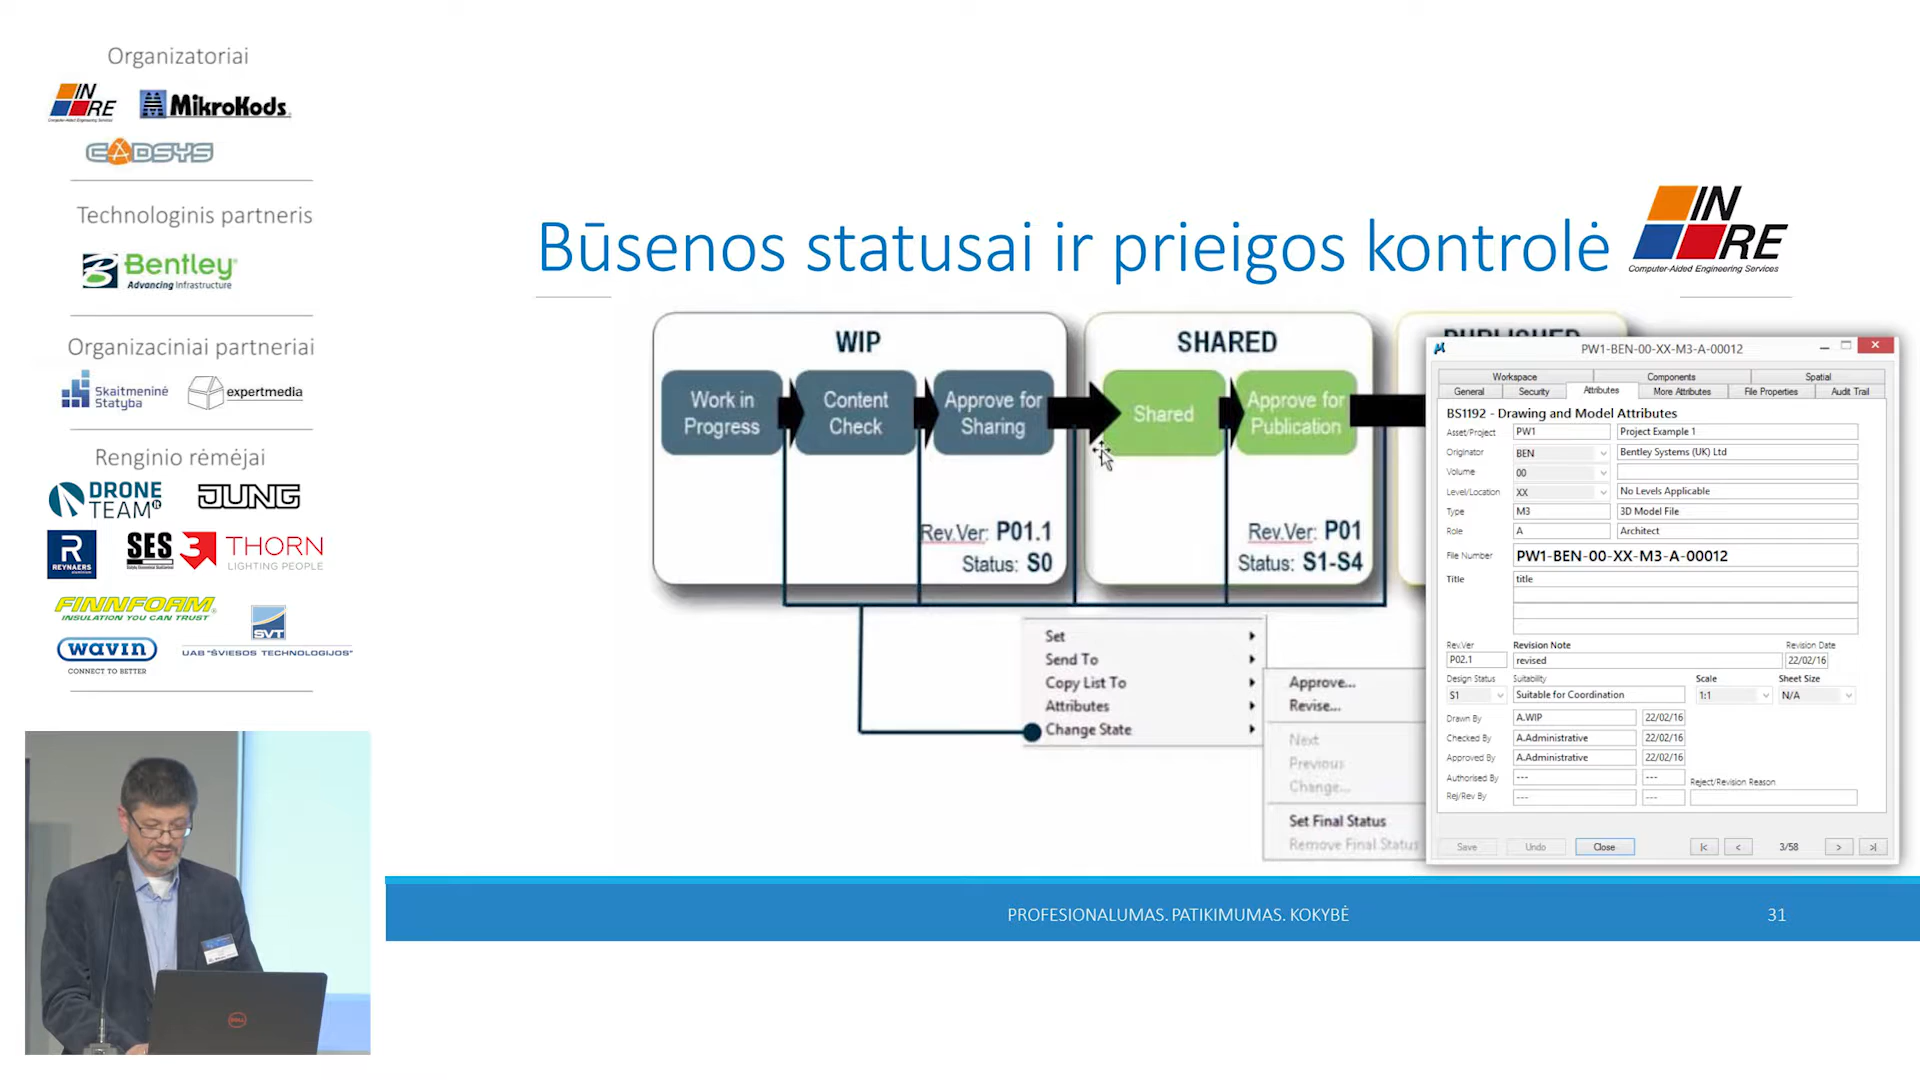 Organizatoriai
IN
RE
Computer-Aided Engineering Services
MikroKods
CADSYS
Technologinis partneris
Bentley
Advancing Infrastructure
Organizaciniai partneriai
Skaitmeninė
Statyba
expertmedia
Renginio rėmėjai
DRONE
TEAM lt
JUNG
R
REYNAERS
SES
THORN
LIGHTING PEOPLE
FINNFOAM
INSULATION YOU CAN TRUST
SVT
UAB "ŠVIESOS TECHNOLOGIJOS"
wavin
CONNECT TO BETTER
Būsenos statusai ir prieigos kontrolė
IN
RE
Computer-Aided Engineering Services
WIP
Work in
Progress
Content
Check
Approve for
Sharing
Rev.Ver: P01.1
Status: S0
SHARED
Shared
Approve for
Publication
Rev.Ver: P01
Status: S1-S4
PUBLISHED
Set
Send To
Copy List To
Attributes
Change State
Approve...
Revise...
Next
Previous
Change...
Set Final Status
Remove Final Status
PW1-BEN-00-XX-M3-A-00012
Workspace Components Spatial
General Security Attributes More Attributes File Properties Audit Trail
BS1192 - Drawing and Model Attributes
Asset/Project PW1 Project Example 1
Originator BEN Bentley Systems (UK) Ltd
Volume 00
Level/Location XX No Levels Applicable
Type M3 3D Model File
Role A Architect
File Number PW1-BEN-00-XX-M3-A-00012
Title title
Rev.Ver Revision Note Revision Date
P02.1 revised 22/02/16
Design Status Suitability Scale Sheet Size
S1 Suitable for Coordination 1:1 N/A
Drawn By A.WIP 22/02/16
Checked By A.Administrative 22/02/16
Approved By A.Administrative 22/02/16
Authorised By --- --- Reject/Revision Reason
Rej/Rev By --- ---
Save Undo Close |< < 3/58 > >|
PROFESIONALUMAS. PATIKIMUMAS. KOKYBĖ
31
DELL